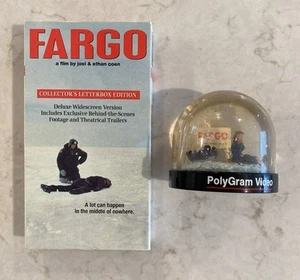 FARGO
a film by joel & ethan coen
COLLECTOR'S LETTERBOX EDITION
Deluxe Widescreen Version
Includes Exclusive Behind-the-Scenes
Footage and Theatrical Trailers
A lot can happen
in the middle of nowhere.
FARGO
PolyGram Video